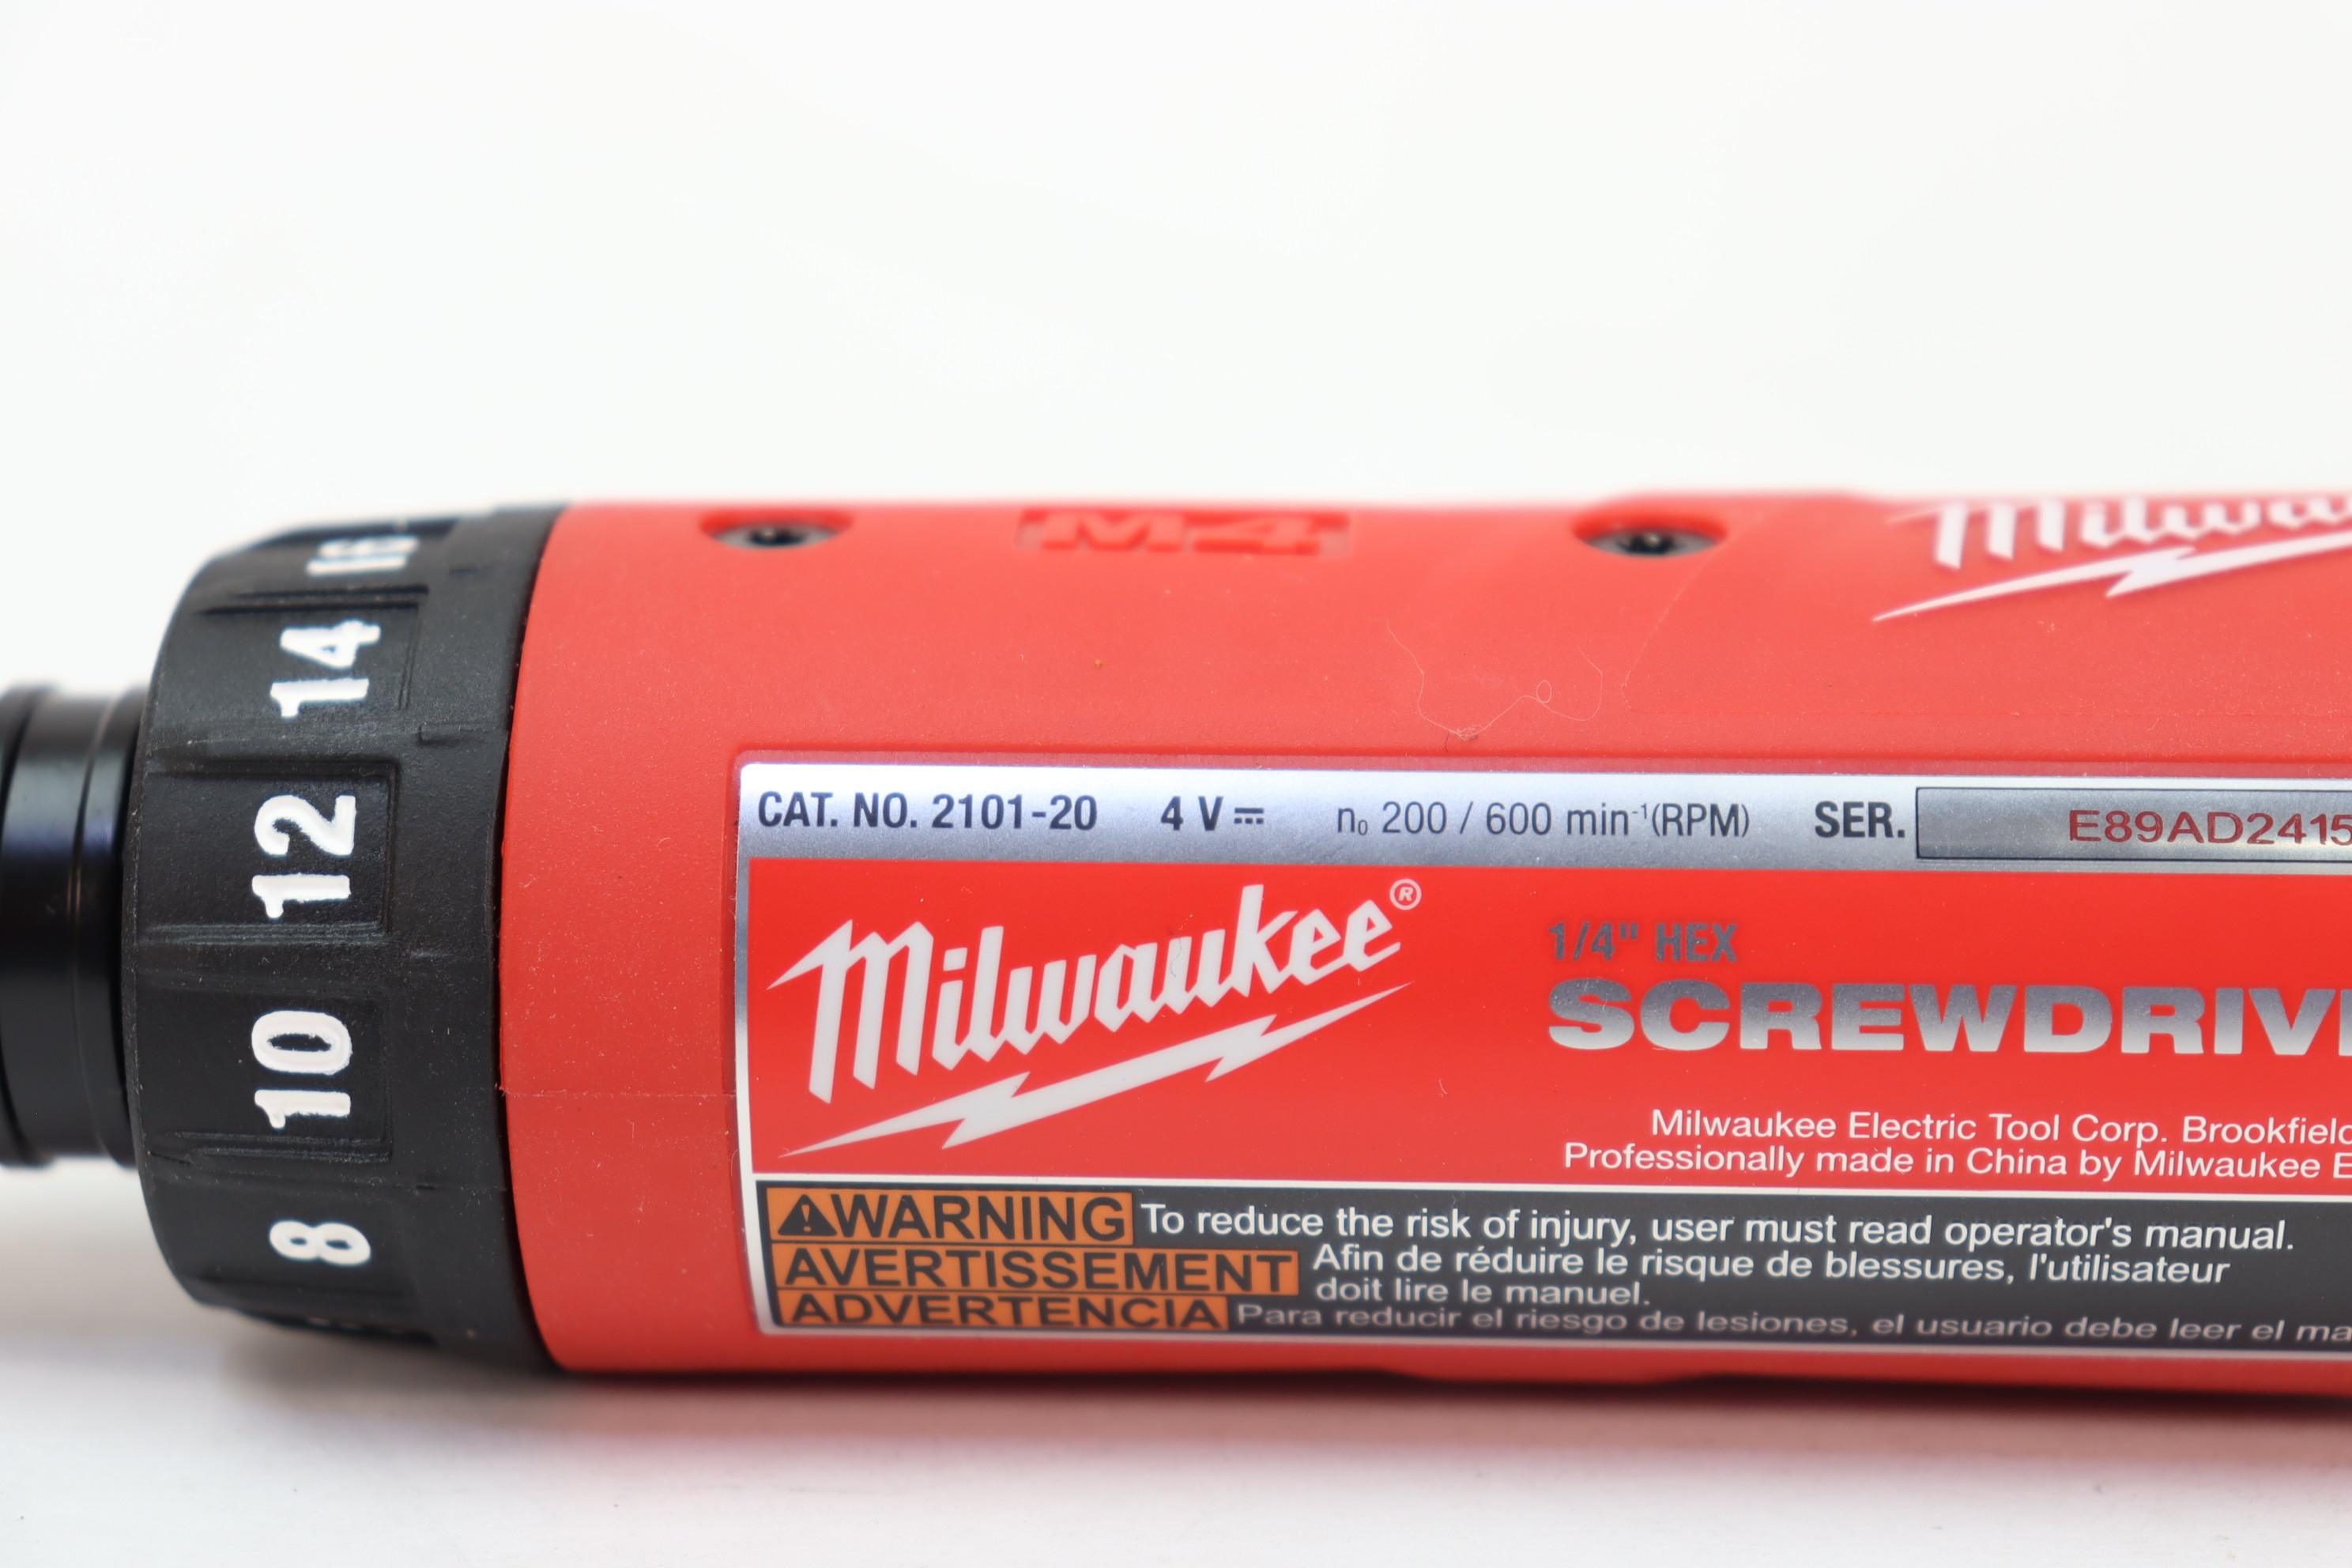 16
14
12
10
8
M4
Milwau
CAT. NO. 2101-20 4 V ⎓ n₀ 200 / 600 min⁻¹(RPM) SER. E89AD2415
Milwaukee®
1/4" HEX
SCREWDRIV
Milwaukee Electric Tool Corp. Brookfield
Professionally made in China by Milwaukee E
⚠WARNING To reduce the risk of injury, user must read operator's manual.
AVERTISSEMENT Afin de réduire le risque de blessures, l'utilisateur
doit lire le manuel.
ADVERTENCIA Para reducir el riesgo de lesiones, el usuario debe leer el ma